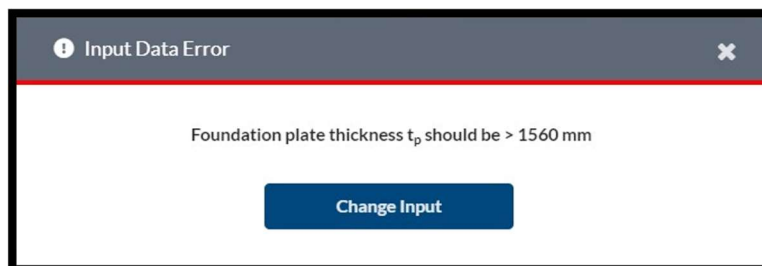 Input Data Error
Foundation plate thickness tₚ should be > 1560 mm
Change Input